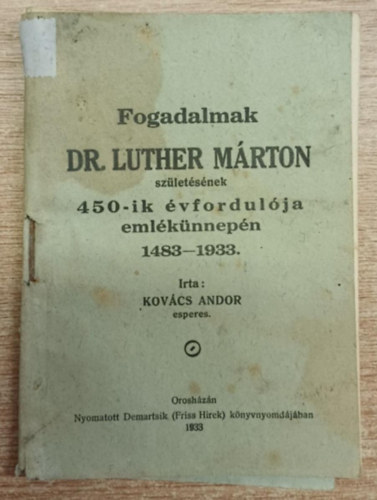 Fogadalmak
DR. LUTHER MÁRTON
születésének
450-ik évfordulója
emlékünnepén
1483—1933.
Irta:
KOVÁCS ANDOR
esperes.
Orosházán
Nyomatott Demartsik (Friss Hirek) könyvnyomdájában
1933